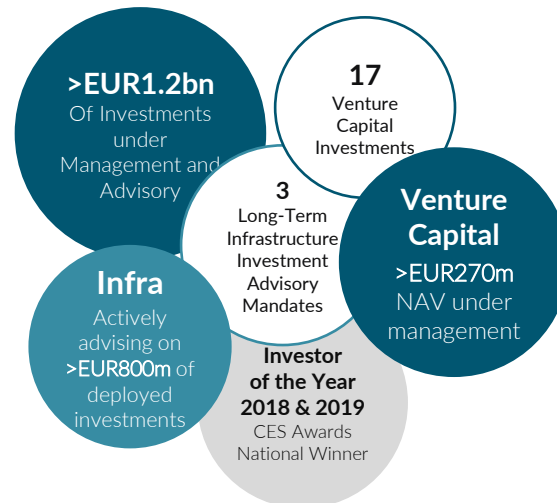 >EUR1.2bn
Of Investments
under
Management and
Advisory
17
Venture
Capital
Investments
3
Long-Term
Infrastructure
Investment
Advisory
Mandates
Venture
Capital
>EUR270m
NAV under
management
Infra
Actively
advising on
>EUR800m of
deployed
investments
Investor
of the Year
2018 & 2019
CES Awards
National Winner